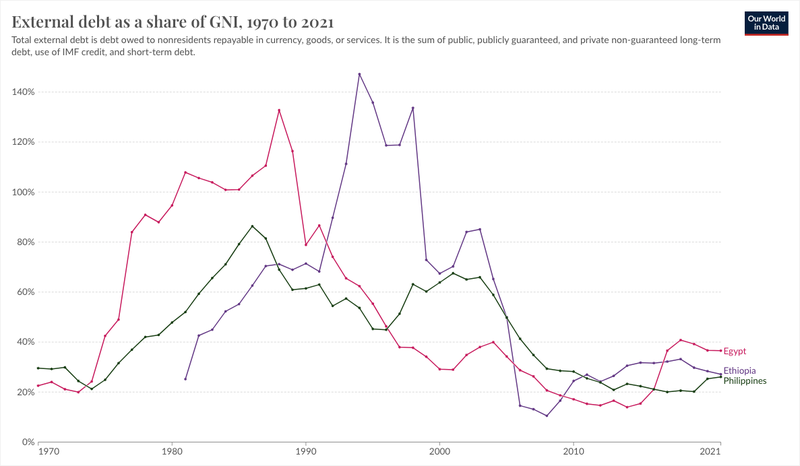 External debt as a share of GNI, 1970 to 2021
Our World
in Data
Total external debt is debt owed to nonresidents repayable in currency, goods, or services. It is the sum of public, publicly guaranteed, and private non-guaranteed long-term
debt, use of IMF credit, and short-term debt.
140%
120%
100%
80%
60%
40%
20%
0%
Egypt
Ethiopia
Philippines
1970
1980
1990
2000
2010
2021